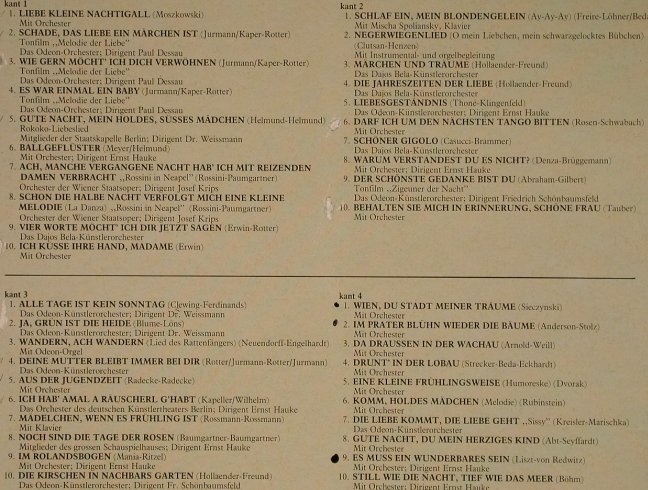 kant 1
1. LIEBE KLEINE NACHTIGALL (Moszkowski)
Mit Orchester
2. SCHADE, DAS LIEBE EIN MÄRCHEN IST (Jurmann/Kaper-Rotter)
Tonfilm ,,Melodie der Liebe"
Das Odeon-Orchester; Dirigent Paul Dessau
3. WIE GERN MÖCHT' ICH DICH VERWÖHNEN (Jurmann/Kaper-Rotter)
Tonfilm ,,Melodie der Liebe"
Das Odeon-Orchester; Dirigent Paul Dessau
4. ES WAR EINMAL EIN BABY (Jurmann/Kaper-Rotter)
Tonfilm ,,Melodie der Liebe"
Das Odeon-Orchester; Dirigent Paul Dessau
5. GUTE NACHT, MEIN HOLDES, SÜSSES MÄDCHEN (Helmund-Helmund)
Rokoko-Liebeslied
Mitglieder der Staatskapelle Berlin; Dirigent Dr. Weissmann
6. BALLGEFLÜSTER (Meyer/Helmund)
Mit Orchester; Dirigent Ernst Hauke
7. ACH, MANCHE VERGANGENE NACHT HAB' ICH MIT REIZENDEN
DAMEN VERBRACHT ,,Rossini in Neapel" (Rossini-Paumgartner)
Orchester der Wiener Staatsoper; Dirigent Josef Krips
8. SCHON DIE HALBE NACHT VERFOLGT MICH EINE KLEINE
MELODIE (La Danza) ,,Rossini in Neapel" (Rossini-Paumgartner)
Orchester der Wiener Staatsoper; Dirigent Josef Krips
9. VIER WORTE MÖCHT' ICH DIR JETZT SAGEN (Erwin-Rotter)
Das Dajos Bela-Künstlerorchester
10. ICH KÜSSE IHRE HAND, MADAME (Erwin)
Mit Orchester
kant 2
1. SCHLAF EIN, MEIN BLONDENGELEIN (Ay-Ay-Ay) (Freire-Löhner/Beda
Mit Mischa Spoliansky, Klavier
2. NEGERWIEGENLIED (O mein Liebchen, mein schwarzgelocktes Bübchen)
(Clutsan-Henzen)
Mit Instrumental- und orgelbegleitung
3. MÄRCHEN UND TRÄUME (Hollaender-Freund)
Das Dajos Bela-Künstlerorchester
4. DIE JAHRESZEITEN DER LIEBE (Hollaender-Freund)
Das Dajos Bela-Künstlerorchester
5. LIEBESGESTÄNDNIS (Thone-Klingenfeld)
Das Odeon-Künstlerorchester; Dirigent Ernst Hauke
6. DARF ICH UM DEN NÄCHSTEN TANGO BITTEN (Rosen-Schwabach)
Mit Orchester
7. SCHÖNER GIGOLO (Casucci-Brammer)
Das Dajos Bela-Künstlerorchester
8. WARUM VERSTANDEST DU ES NICHT? (Denza-Brüggemann)
Mit Orchester; Dirigent Ernst Hauke
9. DER SCHÖNSTE GEDANKE BIST DU (Abraham-Gilbert)
Tonfilm ,,Zigeuner der Nacht"
Das Odeon-Künstlerorchester; Dirigent Friedrich Schönbaumsfeld
10. BEHALTEN SIE MICH IN ERINNERUNG, SCHÖNE FRAU (Tauber)
Mit Orchester
kant 3
1. ALLE TAGE IST KEIN SONNTAG (Clewing-Ferdinands)
Das Odeon-Künstlerorchester; Dirigent Dr. Weissmann
2. JA, GRÜN IST DIE HEIDE (Blume-Löns)
Das Odeon-Künstlerorchester; Dirigent Dr. Weissmann
3. WANDERN, ACH WANDERN (Lied des Rattenfängers) (Neuendorff-Engelhardt)
Mit Odeon-Orgel
4. DEINE MUTTER BLEIBT IMMER BEI DIR (Rotter/Jurmann-Rotter/Jurmann)
Das Odeon-Künstlerorchester
5. AUS DER JUGENDZEIT (Radecke-Radecke)
Mit Orchester
6. ICH HAB' AMAL A RÄUSCHERL G'HABT (Kapeller/Wilhelm)
Das Orchester des deutschen Künstlertheaters Berlin; Dirigent Ernst Hauke
7. MÄDELCHEN, WENN ES FRÜHLING IST (Rossmann-Rossmann)
Mit Klavier
8. NOCH SIND DIE TAGE DER ROSEN (Baumgartner-Baumgartner)
Mitglieder des grossen Schauspielhauses; Dirigent Ernst Hauke
9. IM ROLANDSBOGEN (Mania-Ritzel)
Mit Orchester; Dirigent Ernst Hauke
10. DIE KIRSCHEN IN NACHBARS GARTEN (Hollaender-Freund)
Das Odeon-Künstlerorchester; Dirigent Fr. Schönbaumsfeld
kant 4
1. WIEN, DU STADT MEINER TRÄUME (Sieczynski)
Mit Orchester
2. IM PRATER BLÜHN WIEDER DIE BÄUME (Anderson-Stolz)
Mit Orchester
3. DA DRAUSSEN IN DER WACHAU (Arnold-Weill)
Mit Orchester
4. DRUNT' IN DER LOBAU (Strecker-Beda-Eckhardt)
Mit Orchester
5. EINE KLEINE FRÜHLINGSWEISE (Humoreske) (Dvorak)
Mit Orchester
6. KOMM, HOLDES MÄDCHEN (Melodie) (Rubinstein)
Mit Orchester
7. DIE LIEBE KOMMT, DIE LIEBE GEHT ,,Sissy" (Kreisler-Marischka)
Das Odeon-Künstlerorchester
8. GUTE NACHT, DU MEIN HERZIGES KIND (Abt-Seyffardt)
Mit Orchester
9. ES MUSS EIN WUNDERBARES SEIN (Liszt-von Redwitz)
Mit Orchester; Dirigent Ernst Hauke
10. STILL WIE DIE NACHT, TIEF WIE DAS MEER (Böhm)
Mit Orchester; Dirigent Ernst Hauke